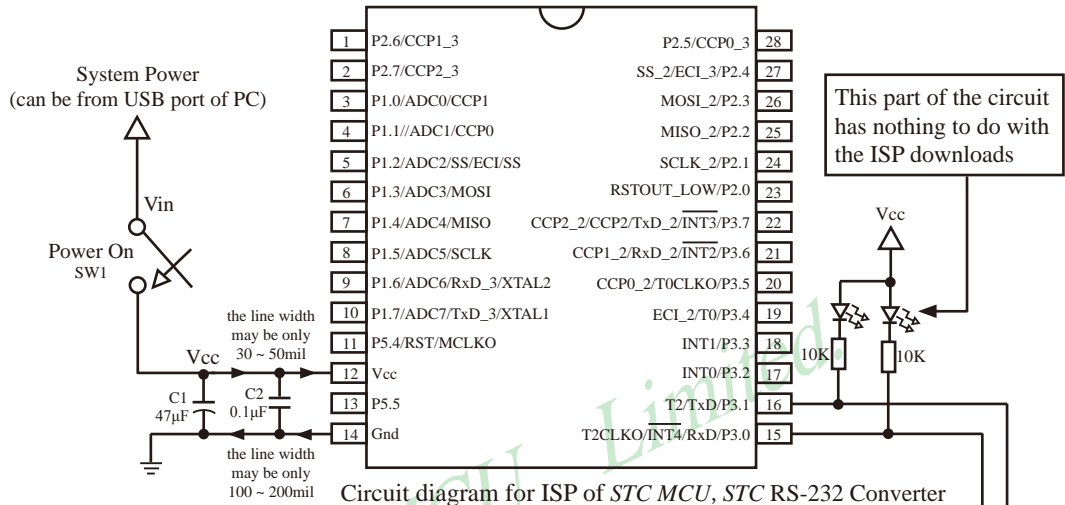 System Power
(can be from USB port of PC)
Vin
Power On
SW1
Vcc
C1
47μF
C2
0.1μF
the line width
may be only
30 ~ 50mil
the line width
may be only
100 ~ 200mil
1 P2.6/CCP1_3
2 P2.7/CCP2_3
3 P1.0/ADC0/CCP1
4 P1.1//ADC1/CCP0
5 P1.2/ADC2/SS/ECI/SS
6 P1.3/ADC3/MOSI
7 P1.4/ADC4/MISO
8 P1.5/ADC5/SCLK
9 P1.6/ADC6/RxD_3/XTAL2
10 P1.7/ADC7/TxD_3/XTAL1
11 P5.4/RST/MCLKO
12 Vcc
13 P5.5
14 Gnd
P2.5/CCP0_3 28
SS_2/ECI_3/P2.4 27
MOSI_2/P2.3 26
MISO_2/P2.2 25
SCLK_2/P2.1 24
RSTOUT_LOW/P2.0 23
CCP2_2/CCP2/TxD_2/INT3/P3.7 22
CCP1_2/RxD_2/INT2/P3.6 21
CCP0_2/T0CLKO/P3.5 20
ECI_2/T0/P3.4 19
INT1/P3.3 18
INT0/P3.2 17
T2/TxD/P3.1 16
T2CLKO/INT4/RxD/P3.0 15
This part of the circuit
has nothing to do with
the ISP downloads
Vcc
10K
10K
MCU Limited.
Circuit diagram for ISP of STC MCU, STC RS-232 Converter